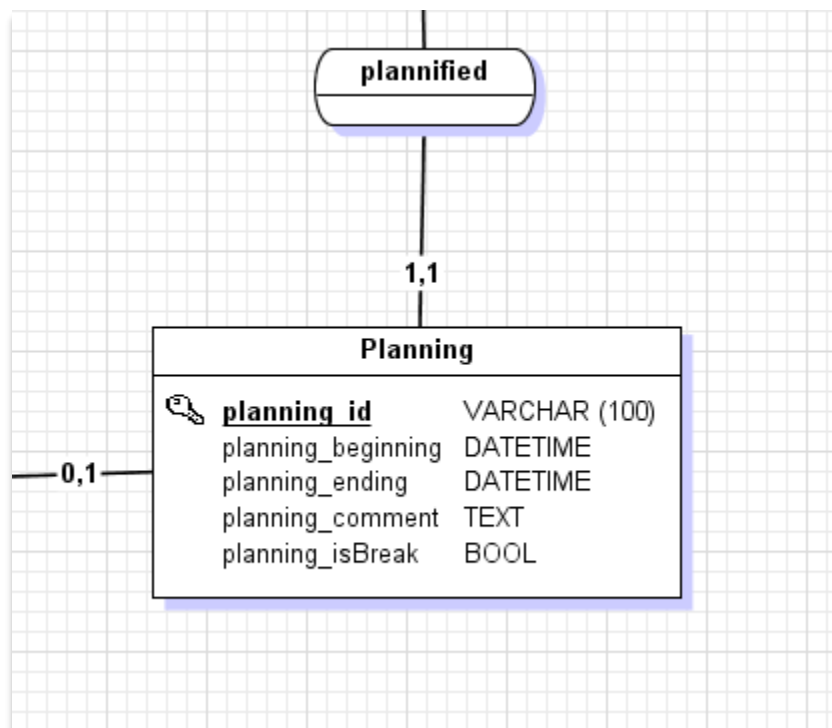 plannified
1,1
Planning
planning_id VARCHAR (100)
planning_beginning DATETIME
0,1
planning_ending DATETIME
planning_comment TEXT
planning_isBreak BOOL